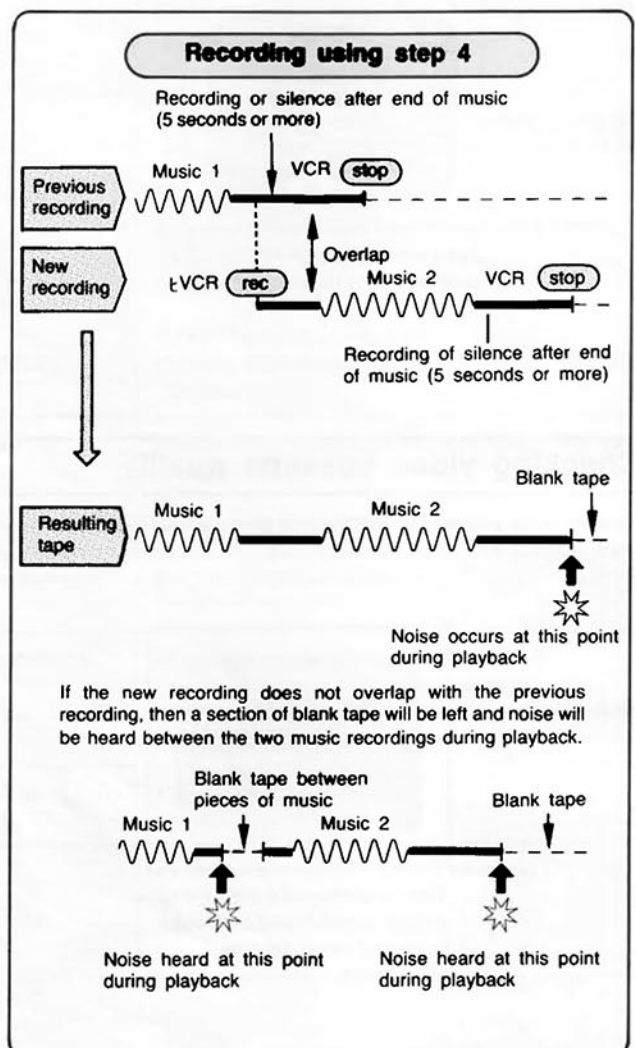 Recording using step 4
Recording or silence after end of music
(5 seconds or more)
Music 1
VCR stop
Previous
recording
New
recording
Overlap
VCR rec
Music 2
VCR stop
Recording of silence after end
of music (5 seconds or more)
Blank tape
Resulting
tape
Music 1
Music 2
Noise occurs at this point
during playback
If the new recording does not overlap with the previous
recording, then a section of blank tape will be left and noise will
be heard between the two music recordings during playback.
Blank tape between
pieces of music
Blank tape
Music 1
Music 2
Noise heard at this point
during playback
Noise heard at this point
during playback